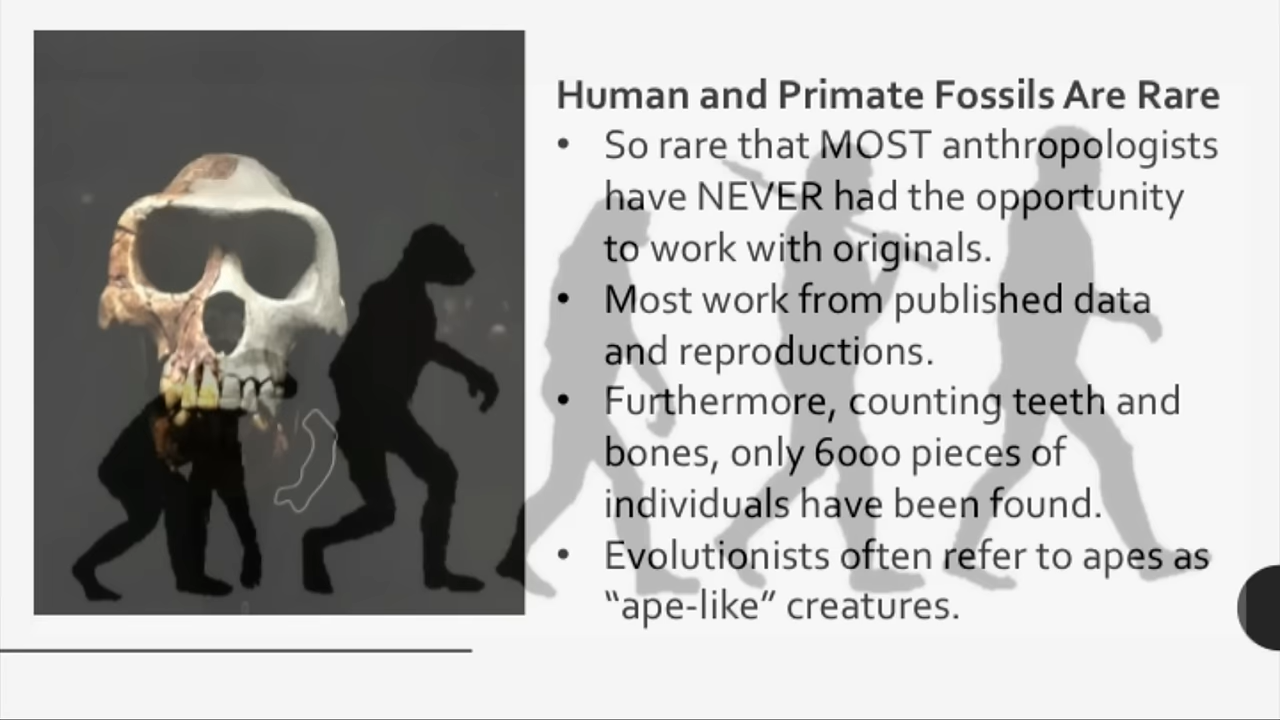 Human and Primate Fossils Are Rare
• So rare that MOST anthropologists
have NEVER had the opportunity
to work with originals.
• Most work from published data
and reproductions.
• Furthermore, counting teeth and
bones, only 6000 pieces of
individuals have been found.
• Evolutionists often refer to apes as
“ape-like” creatures.